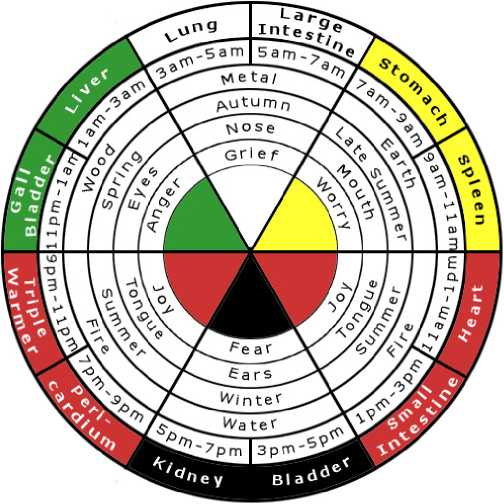 Lung
Large
Intestine
3am-5am
5am-7am
Metal
Autumn
Nose
Grief
Stomach
Spleen
7am-9am
9am-11am
Earth
Late Summer
Mouth
Worry
Heart
Small
Intestine
11am-1pm
1pm-3pm
Fire
Summer
Tongue
Joy
Bladder
Kidney
3pm-5pm
5pm-7pm
Water
Winter
Ears
Fear
Peri-
cardium
Triple
Warmer
7pm-9pm
9pm-11pm
Fire
Summer
Tongue
Joy
Gall
Bladder
Liver
11pm-1am
1am-3am
Wood
Spring
Eyes
Anger